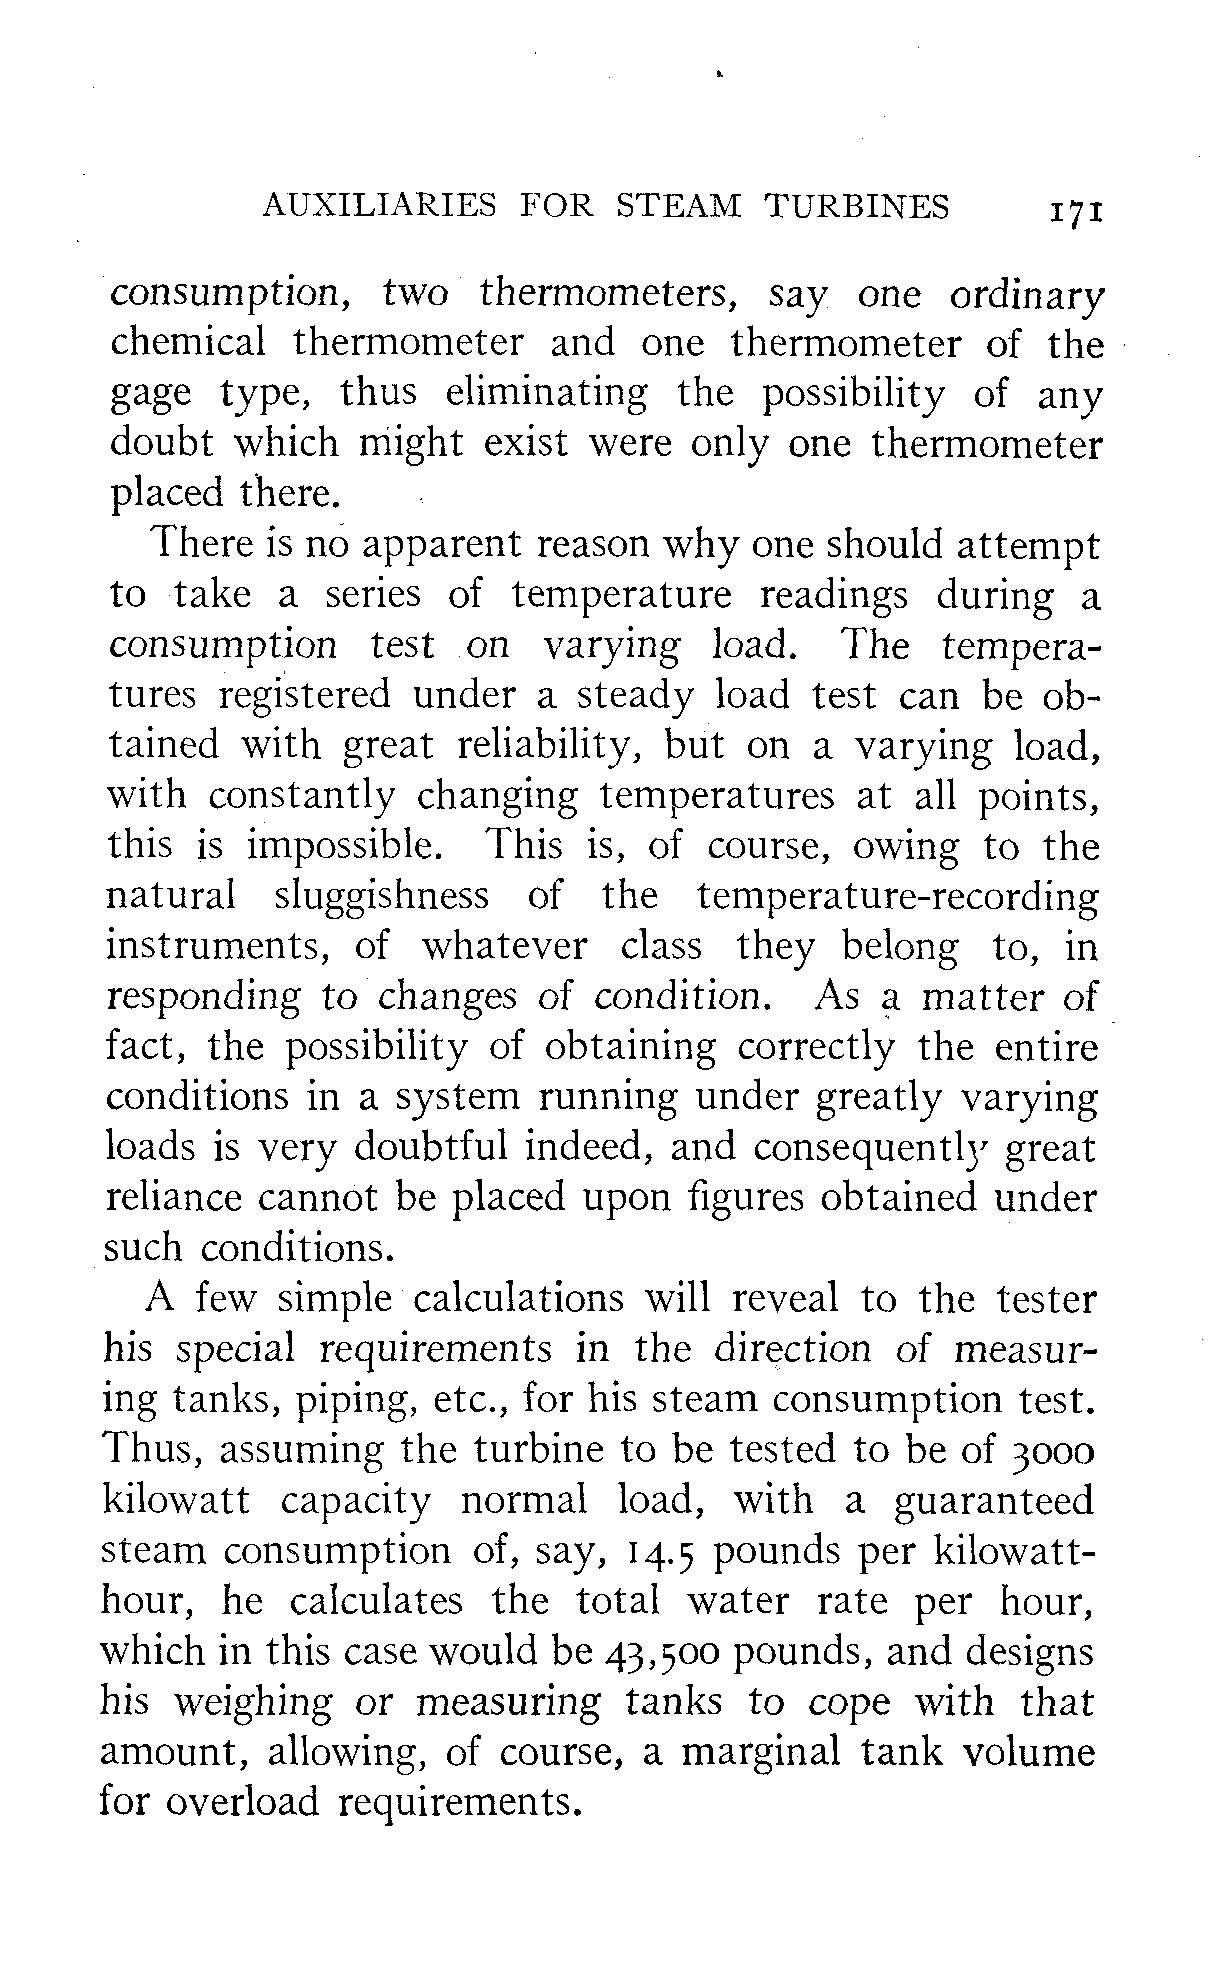 AUXILIARIES FOR STEAM TURBINES 171
consumption, two thermometers, say one ordinary
chemical thermometer and one thermometer of the
gage type, thus eliminating the possibility of any
doubt which might exist were only one thermometer
placed there.
There is no apparent reason why one should attempt
to take a series of temperature readings during a
consumption test on varying load. The tempera-
tures registered under a steady load test can be ob-
tained with great reliability, but on a varying load,
with constantly changing temperatures at all points,
this is impossible. This is, of course, owing to the
natural sluggishness of the temperature-recording
instruments, of whatever class they belong to, in
responding to changes of condition. As a matter of
fact, the possibility of obtaining correctly the entire
conditions in a system running under greatly varying
loads is very doubtful indeed, and consequently great
reliance cannot be placed upon figures obtained under
such conditions.
A few simple calculations will reveal to the tester
his special requirements in the direction of measur-
ing tanks, piping, etc., for his steam consumption test.
Thus, assuming the turbine to be tested to be of 3000
kilowatt capacity normal load, with a guaranteed
steam consumption of, say, 14.5 pounds per kilowatt-
hour, he calculates the total water rate per hour,
which in this case would be 43,500 pounds, and designs
his weighing or measuring tanks to cope with that
amount, allowing, of course, a marginal tank volume
for overload requirements.